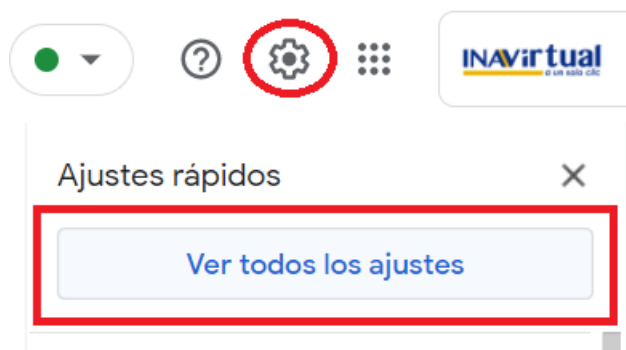 INAVirtual
a un solo clic
Ajustes rápidos
Ver todos los ajustes